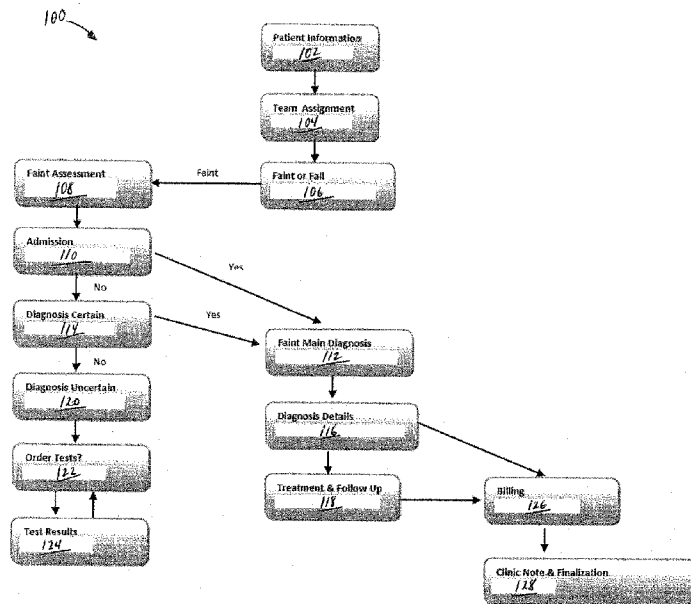 100
Patient Information
102
Team Assignment
104
Faint or Fall
106
Faint
Faint Assessment
108
Admission
110
Yes
No
Diagnosis Certain
114
Yes
Faint Main Diagnosis
112
No
Diagnosis Uncertain
120
Diagnosis Details
116
Order Tests?
122
Treatment & Follow Up
118
Billing
126
Test Results
124
Clinic Note & Finalization
128